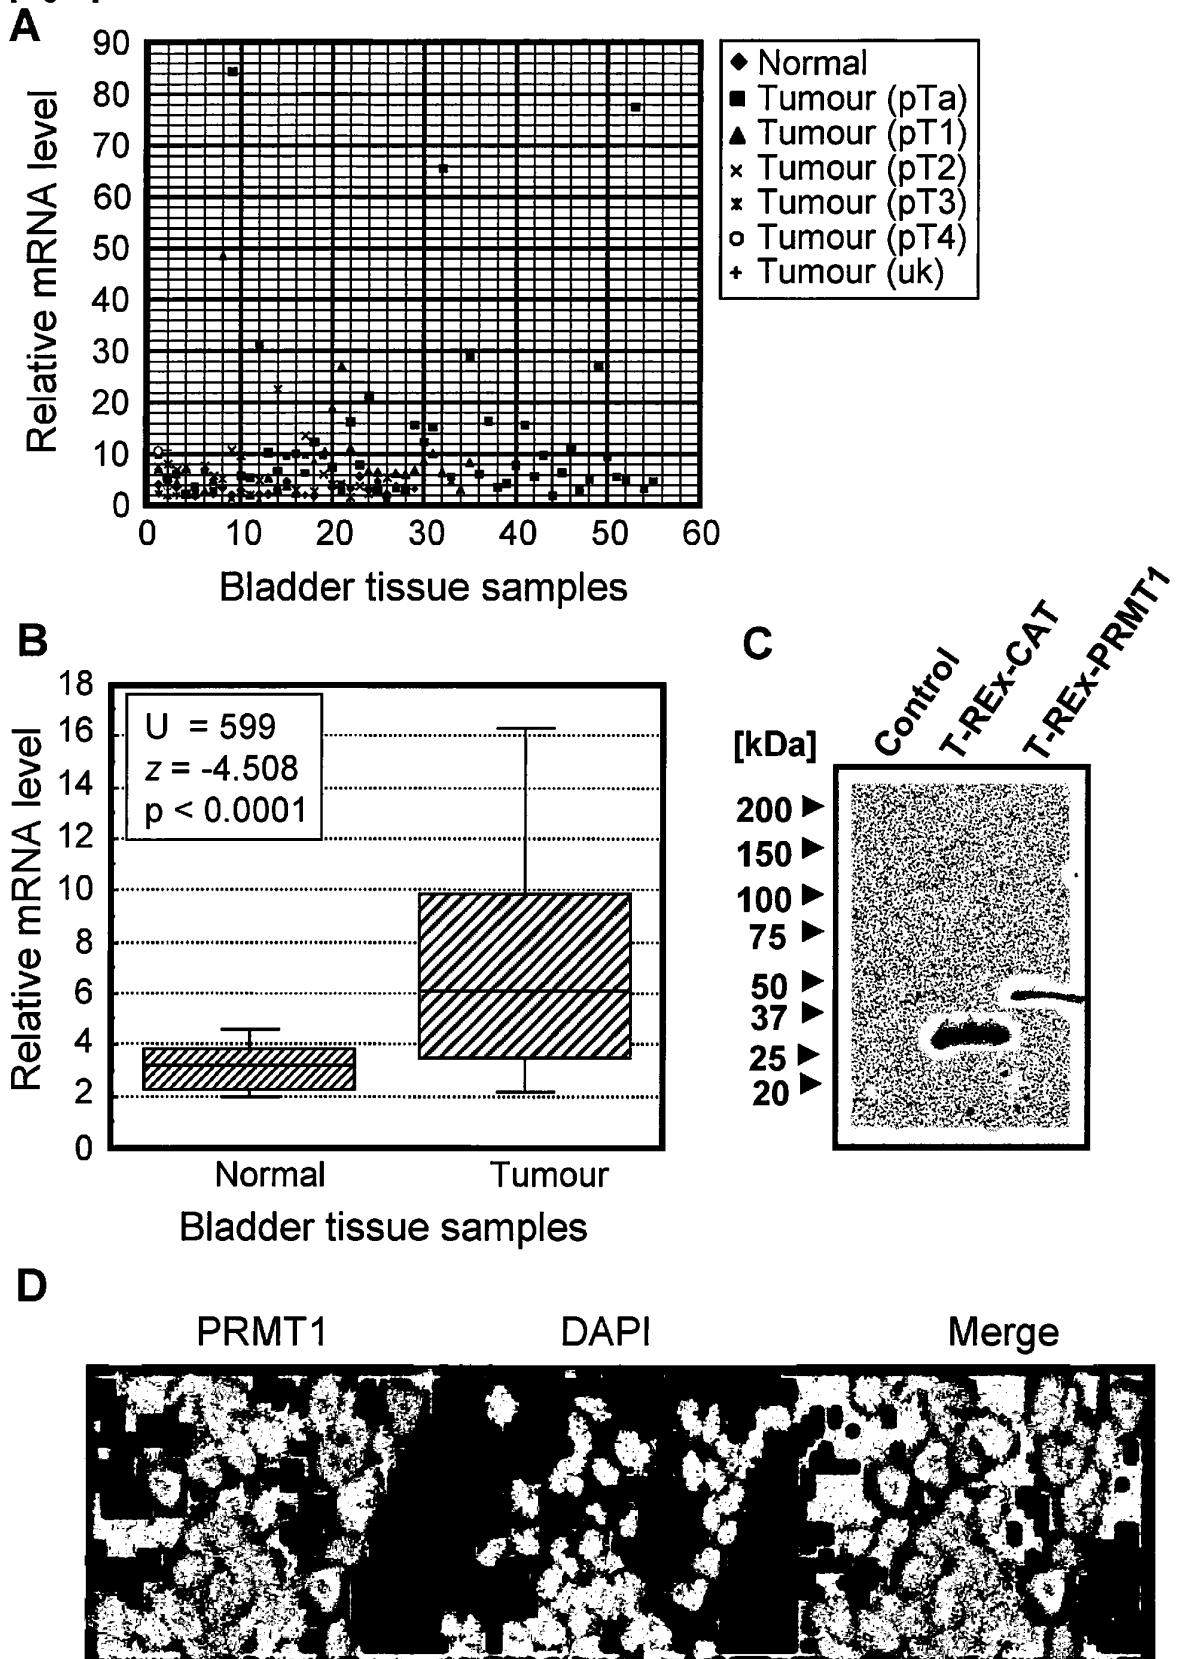 A
90
80
70
60
50
40
30
20
10
0
0 10 20 30 40 50 60
Relative mRNA level
Bladder tissue samples
Normal
Tumour (pTa)
Tumour (pT1)
Tumour (pT2)
Tumour (pT3)
Tumour (pT4)
Tumour (uk)
B
18
16
14
12
10
8
6
4
2
0
Relative mRNA level
U = 599
z = -4.508
p < 0.0001
Normal Tumour
Bladder tissue samples
C
Control
T-REx-CAT
T-REx-PRMT1
[kDa]
200
150
100
75
50
37
25
20
D
PRMT1 DAPI Merge